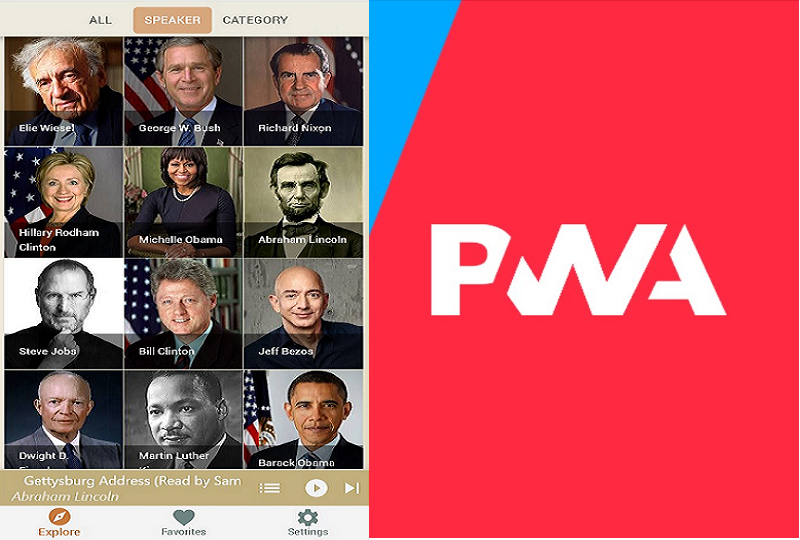 ALL SPEAKER CATEGORY
Elie Wiesel George W. Bush Richard Nixon
Hillary Rodham
Clinton Michelle Obama Abraham Lincoln
Steve Jobs Bill Clinton Jeff Bezos
Dwight D. Martin Luther Barack Obama
Gettysburg Address (Read by Sam
Abraham Lincoln
Explore Favorites Settings
PWA